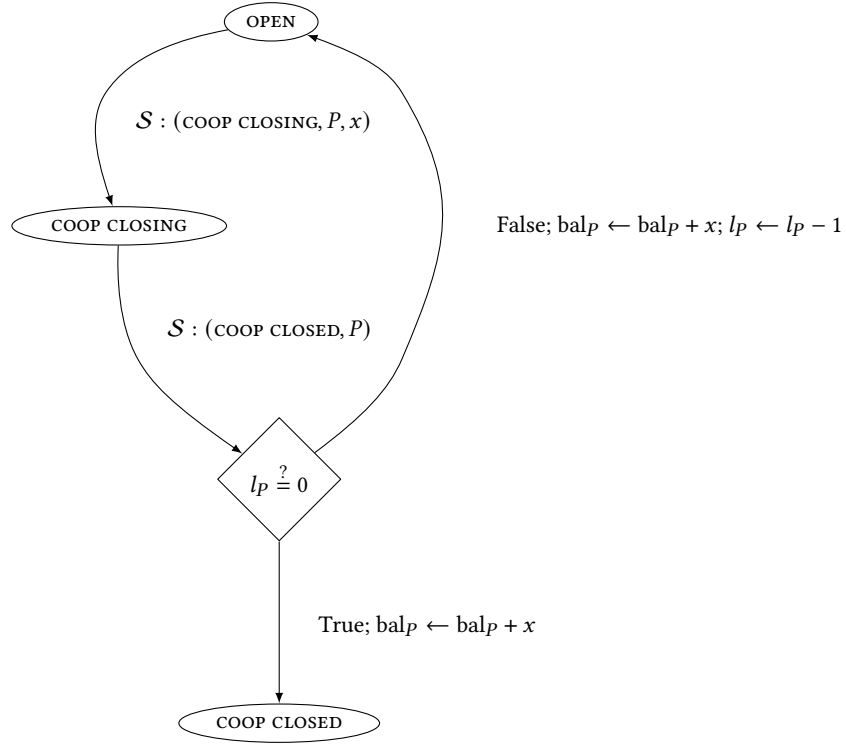 OPEN
𝒮 : (COOP CLOSING, P, x)
COOP CLOSING
False; bal_P ← bal_P + x; l_P ← l_P − 1
𝒮 : (COOP CLOSED, P)
l_P ≟ 0
True; bal_P ← bal_P + x
COOP CLOSED